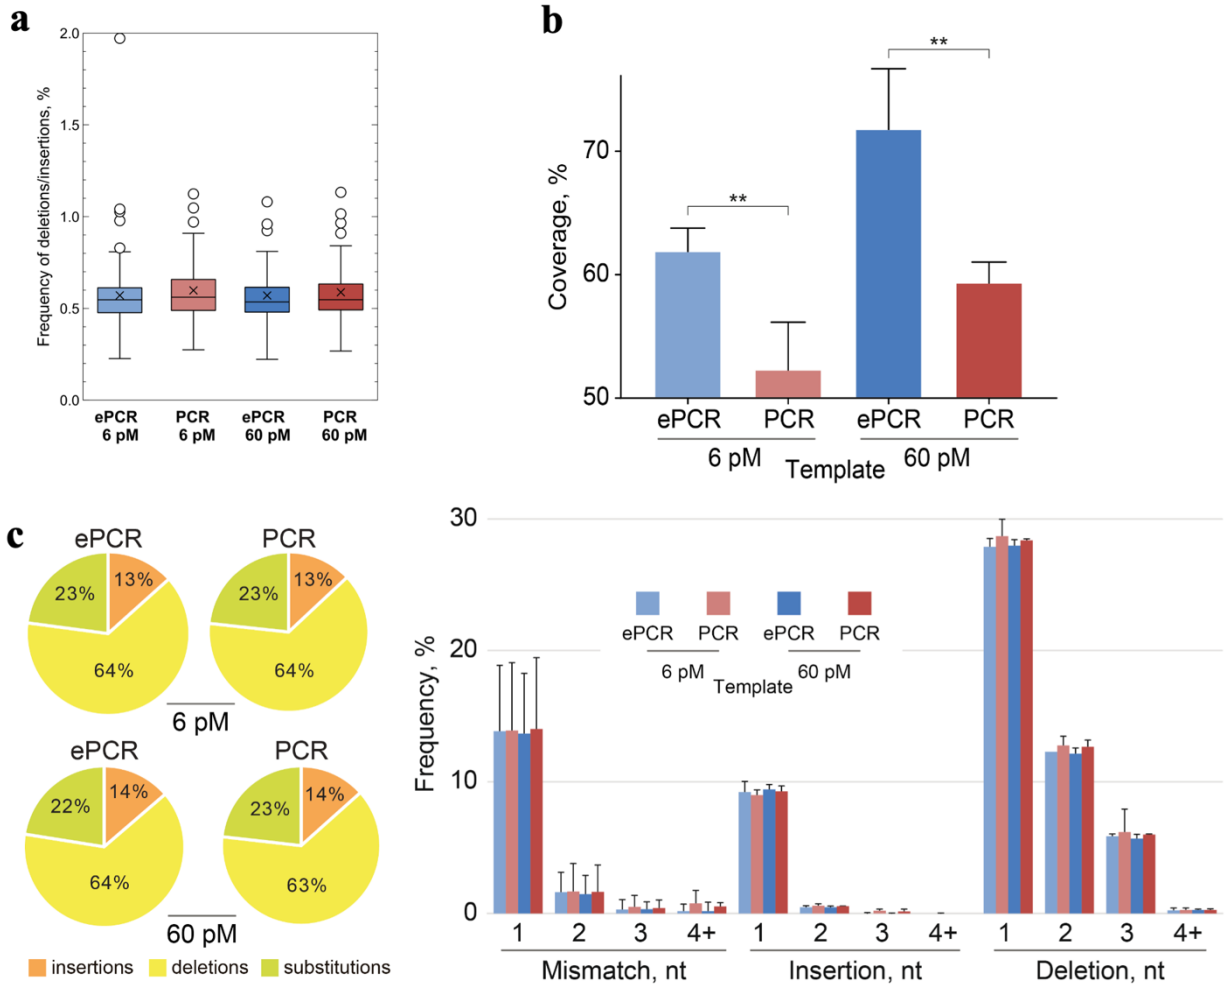 a
Frequency of deletions/insertions, %
2.0
1.5
1.0
0.5
0.0
ePCR PCR ePCR PCR
6 pM 6 pM 60 pM 60 pM
b
Coverage, %
70
60
50
**
**
ePCR PCR ePCR PCR
6 pM 60 pM
Template
c
ePCR PCR
23% 13% 64%
23% 13% 64%
6 pM
ePCR PCR
22% 14% 64%
23% 14% 63%
60 pM
insertions deletions substitutions
Frequency, %
30
20
10
0
ePCR PCR ePCR PCR
6 pM 60 pM
Template
1 2 3 4+ 1 2 3 4+ 1 2 3 4+
Mismatch, nt Insertion, nt Deletion, nt